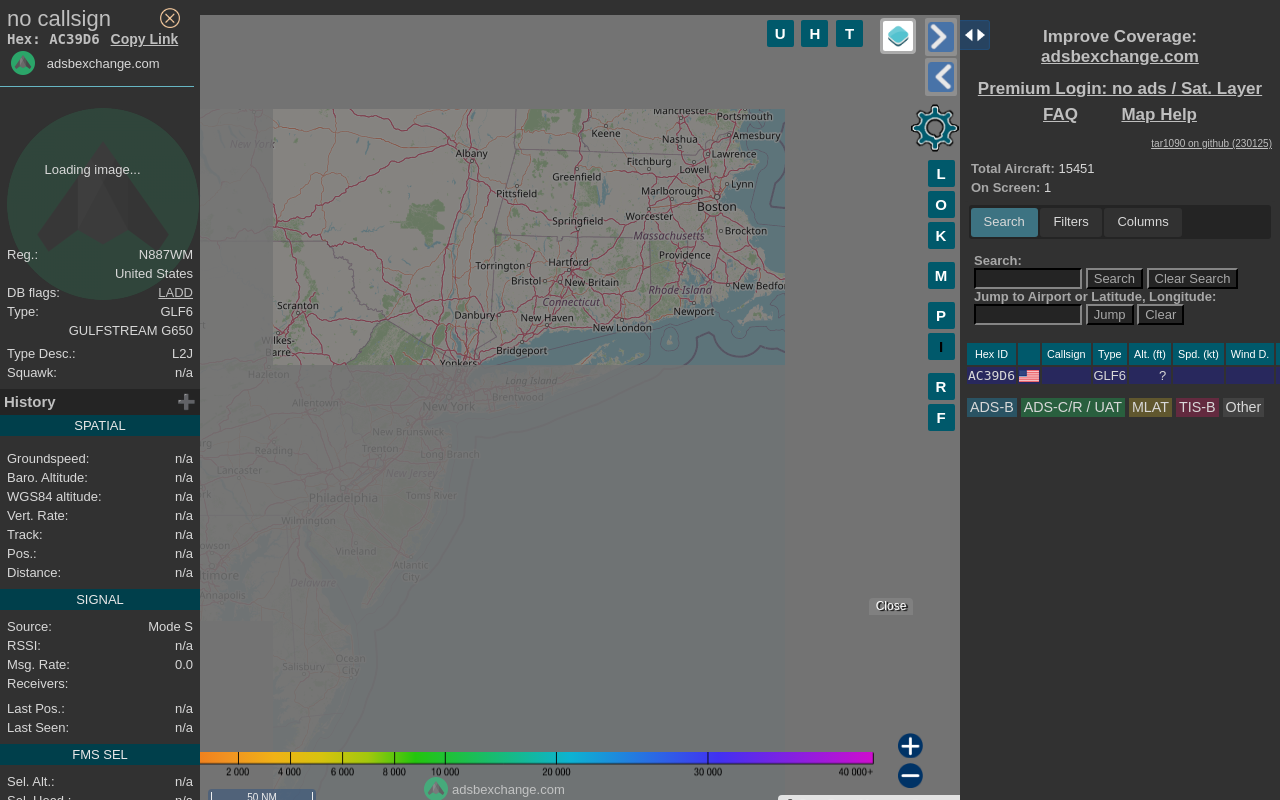 no callsign
Hex: AC39D6 Copy Link
adsbexchange.com
Loading image...
Reg.: N887WM
United States
DB flags: LADD
Type: GLF6
GULFSTREAM G650
Type Desc.: L2J
Squawk: n/a
History
SPATIAL
Groundspeed: n/a
Baro. Altitude: n/a
WGS84 altitude: n/a
Vert. Rate: n/a
Track: n/a
Pos.: n/a
Distance: n/a
SIGNAL
Source: Mode S
RSSI: n/a
Msg. Rate: 0.0
Receivers:
Last Pos.: n/a
Last Seen: n/a
FMS SEL
Sel. Alt.: n/a
Sel. Head.: n/a
U H T
L
O
K
M
P
I
R
F
New York
Manchester
Portsmouth
Keene
Nashua
Amesbury
Albany
Fitchburg
Lawrence
Greenfield
Lowell
Pittsfield
Marlborough
Lynn
Worcester
Boston
Springfield
Massachusetts
Brockton
Torrington
Hartford
Providence
Bristol
New Britain
Rhode Island
New Bedfor
Scranton
Connecticut
Danbury
New Haven
Newport
New London
Wilkes-
Barre
Bridgeport
Yonkers
Hazleton
Long Island
Allentown
New York
Brentwood
New Brunswick
Reading
Trenton
Long Branch
Lancaster
New Jersey
Philadelphia
Toms River
Wilmington
Vineland
Atlantic
City
Delaware
Annapolis
Salisbury
Ocean
City
Close
2 000 4 000 6 000 8 000 10 000 20 000 30 000 40 000+
adsbexchange.com
50 NM
Improve Coverage:
adsbexchange.com
Premium Login: no ads / Sat. Layer
FAQ Map Help
tar1090 on github (230125)
Total Aircraft: 15451
On Screen: 1
Search Filters Columns
Search:
Search Clear Search
Jump to Airport or Latitude, Longitude:
Jump Clear
Hex ID Callsign Type Alt. (ft) Spd. (kt) Wind D.
AC39D6 GLF6 ?
ADS-B ADS-C/R / UAT MLAT TIS-B Other